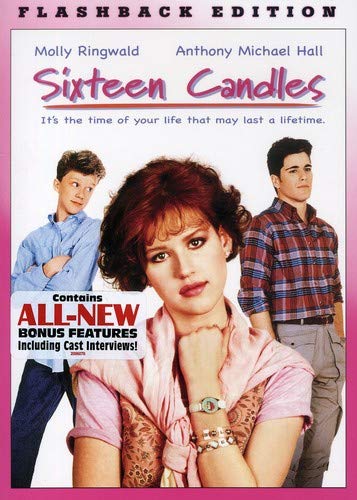 FLASHBACK EDITION
Molly Ringwald Anthony Michael Hall
Sixteen Candles
It's the time of your life that may last a lifetime.
Contains
ALL-NEW
BONUS FEATURES
Including Cast Interviews!